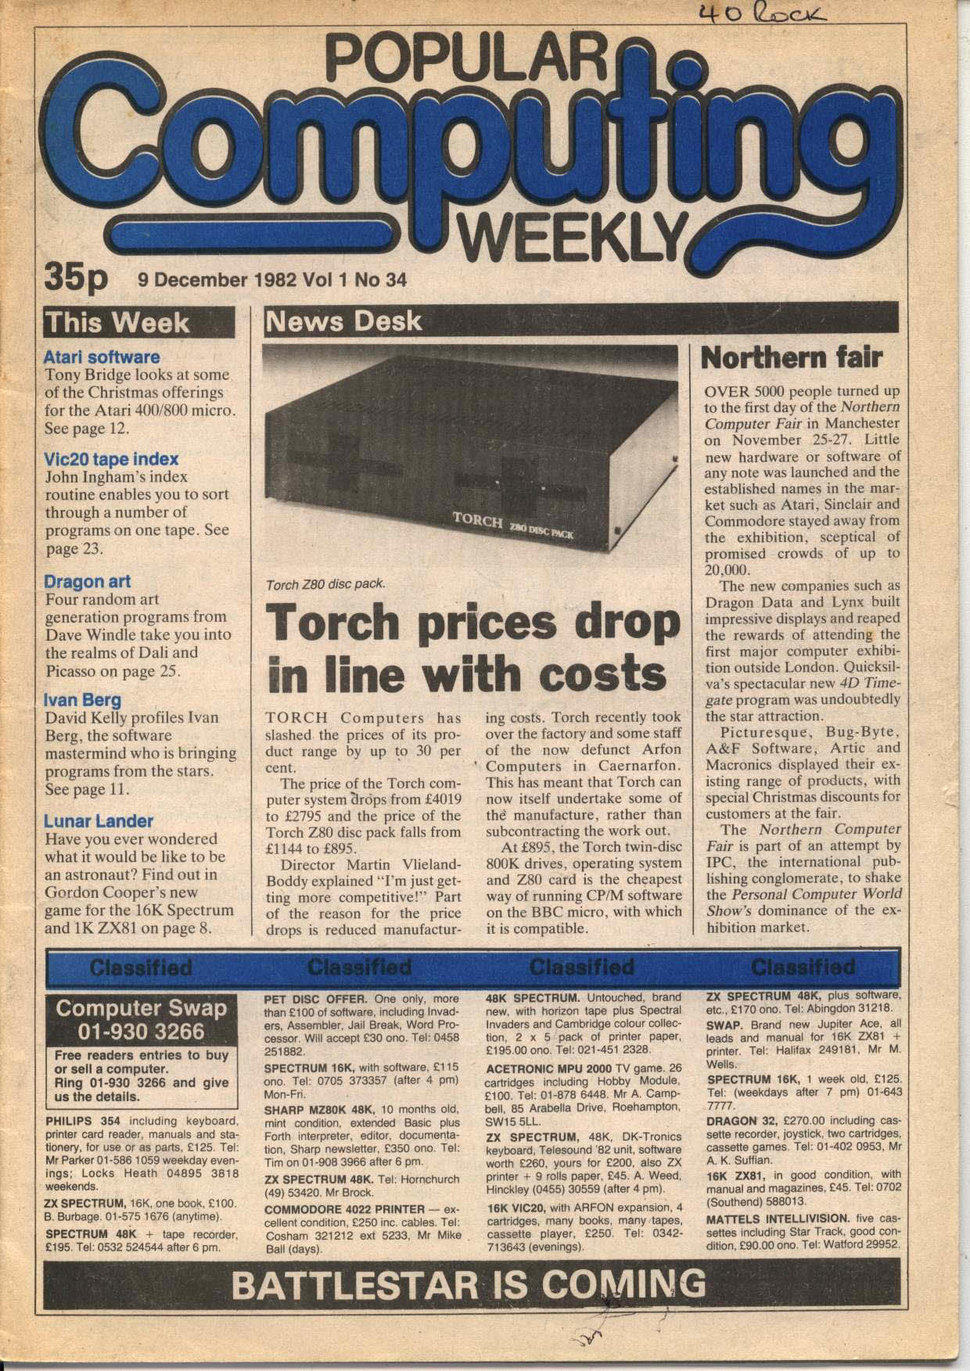 40 Rock
POPULAR
Computing
WEEKLY
35p 9 December 1982 Vol 1 No 34
This Week
Atari software
Tony Bridge looks at some
of the Christmas offerings
for the Atari 400/800 micro.
See page 12.
Vic20 tape index
John Ingham's index
routine enables you to sort
through a number of
programs on one tape. See
page 23.
Dragon art
Four random art
generation programs from
Dave Windle take you into
the realms of Dali and
Picasso on page 25.
Ivan Berg
David Kelly profiles Ivan
Berg, the software
mastermind who is bringing
programs from the stars.
See page 11.
Lunar Lander
Have you ever wondered
what it would be like to be
an astronaut? Find out in
Gordon Cooper's new
game for the 16K Spectrum
and 1K ZX81 on page 8.
News Desk
TORCH Z80 DISC PACK
Torch Z80 disc pack.
Torch prices drop
in line with costs
TORCH Computers has
slashed the prices of its pro-
duct range by up to 30 per
cent.
The price of the Torch com-
puter system drops from £4019
to £2795 and the price of the
Torch Z80 disc pack falls from
£1144 to £895.
Director Martin Vlieland-
Boddy explained "I'm just get-
ting more competitive!" Part
of the reason for the price
drops is reduced manufactur-
ing costs. Torch recently took
over the factory and some staff
of the now defunct Arfon
Computers in Caernarfon.
This has meant that Torch can
now itself undertake some of
the manufacture, rather than
subcontracting the work out.
At £895, the Torch twin-disc
800K drives, operating system
and Z80 card is the cheapest
way of running CP/M software
on the BBC micro, with which
it is compatible.
Northern fair
OVER 5000 people turned up
to the first day of the Northern
Computer Fair in Manchester
on November 25-27. Little
new hardware or software of
any note was launched and the
established names in the mar-
ket such as Atari, Sinclair and
Commodore stayed away from
the exhibition, sceptical of
promised crowds of up to
20,000.
The new companies such as
Dragon Data and Lynx built
impressive displays and reaped
the rewards of attending the
first major computer exhibi-
tion outside London. Quicksil-
va's spectacular new 4D Time-
gate program was undoubtedly
the star attraction.
Picturesque, Bug-Byte,
A&F Software, Artic and
Macronics displayed their ex-
isting range of products, with
special Christmas discounts for
customers at the fair.
The Northern Computer
Fair is part of an attempt by
IPC, the international pub-
lishing conglomerate, to shake
the Personal Computer World
Show's dominance of the ex-
hibition market.
Classified Classified Classified Classified
Computer Swap
01-930 3266
Free readers entries to buy
or sell a computer.
Ring 01-930 3266 and give
us the details.
PHILIPS 354 including keyboard,
printer card reader, manuals and sta-
tionery, for use or as parts, £125. Tel:
Mr Parker 01-586 1059 weekday even-
ings; Locks Heath 04895 3818
weekends.
ZX SPECTRUM, 16K, one book, £100.
B. Burbage. 01-575 1676 (anytime).
SPECTRUM 48K + tape recorder,
£195. Tel: 0532 524544 after 6 pm.
PET DISC OFFER. One only, more
than £100 of software, including Invad-
ers, Assembler, Jail Break, Word Pro-
cessor. Will accept £30 ono. Tel: 0458
251882.
SPECTRUM 16K, with software, £115
ono. Tel: 0705 373357 (after 4 pm)
Mon-Fri.
SHARP MZ80K 48K, 10 months old,
mint condition, extended Basic plus
Forth interpreter, editor, documenta-
tion, Sharp newsletter, £350 ono. Tel:
Tim on 01-908 3966 after 6 pm.
ZX SPECTRUM 48K. Tel: Hornchurch
(49) 53420. Mr Brock.
COMMODORE 4022 PRINTER — ex-
cellent condition, £250 inc. cables. Tel:
Cosham 321212 ext 5233, Mr Mike
Ball (days).
48K SPECTRUM. Untouched, brand
new, with horizon tape plus Spectral
Invaders and Cambridge colour collec-
tion, 2 x 5 pack of printer paper,
£195.00 ono. Tel: 021-451 2328.
ACETRONIC MPU 2000 TV game. 26
cartridges including Hobby Module,
£100. Tel: 01-878 6448. Mr A. Camp-
bell, 85 Arabella Drive, Roehampton,
SW15 5LL.
ZX SPECTRUM, 48K, DK-Tronics
keyboard, Telesound '82 unit, software
worth £260, yours for £200, also ZX
printer + 9 rolls paper, £45. A. Weed,
Hinckley (0455) 30559 (after 4 pm).
16K VIC20, with ARFON expansion, 4
cartridges, many books, many tapes,
cassette player, £250. Tel: 0342-
713643 (evenings).
ZX SPECTRUM 48K, plus software,
etc., £170 ono. Tel: Abingdon 31218.
SWAP. Brand new Jupiter Ace, all
leads and manual for 16K ZX81 +
printer. Tel: Halifax 249181, Mr M.
Wells.
SPECTRUM 16K, 1 week old, £125.
Tel: (weekdays after 7 pm) 01-643
7777.
DRAGON 32, £270.00 including cas-
sette recorder, joystick, two cartridges,
cassette games. Tel: 01-402 0953, Mr
A. K. Suffian.
16K ZX81, in good condition, with
manual and magazines, £45. Tel: 0702
(Southend) 588013.
MATTELS INTELLIVISION. five cas-
settes including Star Track, good con-
dition, £90.00 ono. Tel: Watford 29952.
BATTLESTAR IS COMING